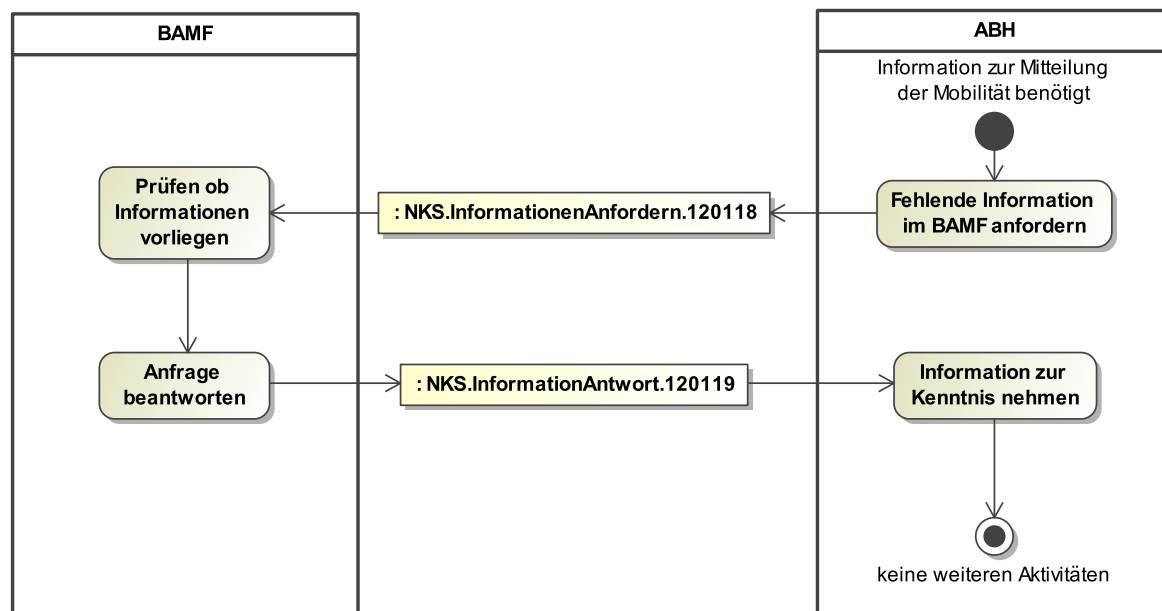 BAMF
ABH
Information zur Mitteilung
der Mobilität benötigt
Fehlende Information
im BAMF anfordern
: NKS.InformationenAnfordern.120118
Prüfen ob
Informationen
vorliegen
Anfrage
beantworten
: NKS.InformationAntwort.120119
Information zur
Kenntnis nehmen
keine weiteren Aktivitäten